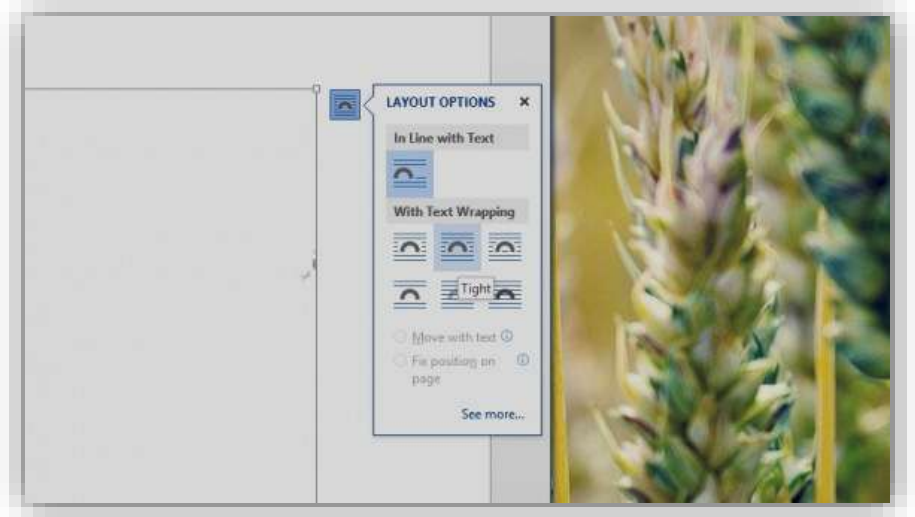 LAYOUT OPTIONS ×
In Line with Text
With Text Wrapping
Tight
Move with text
Fix position on
page
See more...